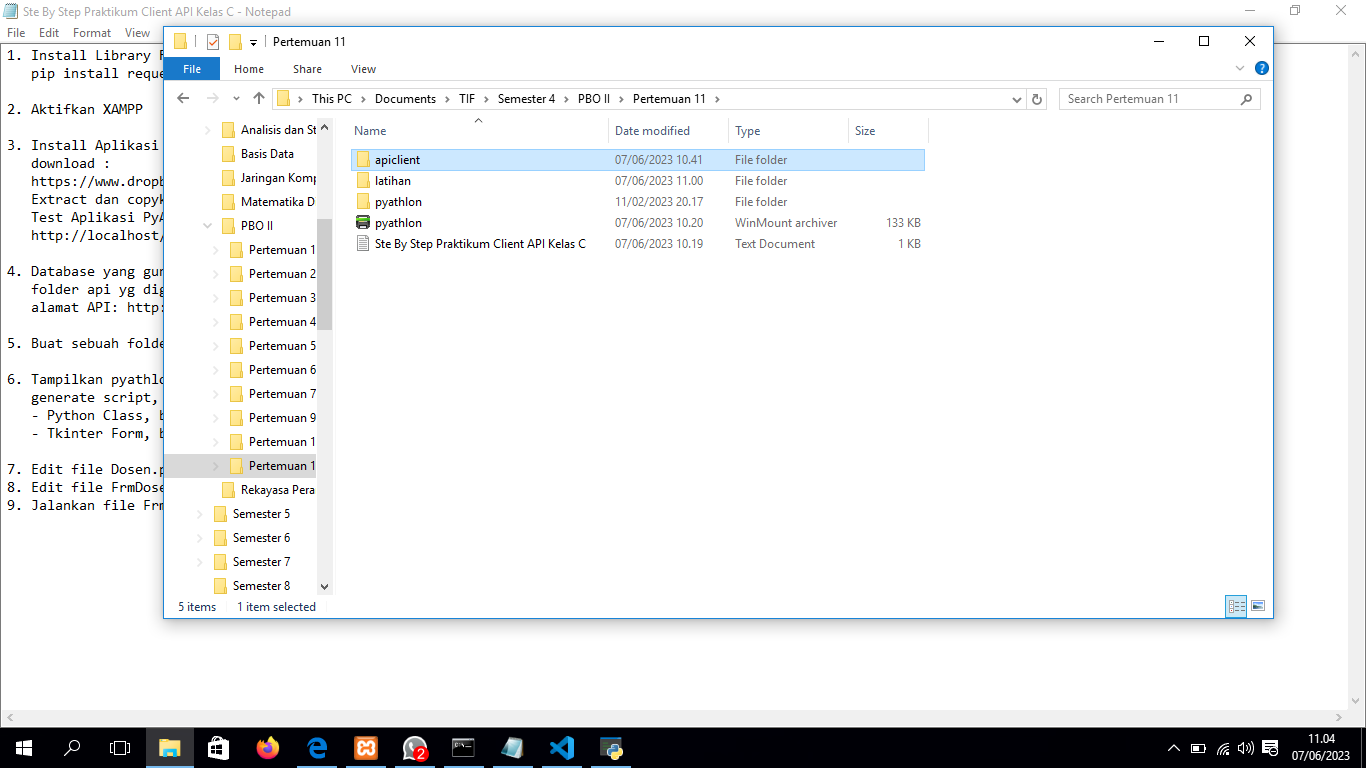 Ste By Step Praktikum Client API Kelas C - Notepad
File Edit Format View
1. Install Library
pip install reque
2. Aktifkan XAMPP
3. Install Aplikasi
download :
https://www.dropb
Extract dan copyk
Test Aplikasi PyA
http://localhost/
4. Database yang gun
folder api yg dig
alamat API: http:
5. Buat sebuah folde
6. Tampilkan pyathlo
generate script,
- Python Class, b
- Tkinter Form, b
7. Edit file Dosen.p
8. Edit file FrmDose
9. Jalankan file Frm
Pertemuan 11
File Home Share View
This PC Documents TIF Semester 4 PBO II Pertemuan 11
Search Pertemuan 11
Analisis dan St
Basis Data
Jaringan Komp
Matematika D
PBO II
Pertemuan 1
Pertemuan 2
Pertemuan 3
Pertemuan 4
Pertemuan 5
Pertemuan 6
Pertemuan 7
Pertemuan 9
Pertemuan 1
Pertemuan 1
Rekayasa Pera
Semester 5
Semester 6
Semester 7
Semester 8
Name Date modified Type Size
apiclient 07/06/2023 10.41 File folder
latihan 07/06/2023 11.00 File folder
pyathlon 11/02/2023 20.17 File folder
pyathlon 07/06/2023 10.20 WinMount archiver 133 KB
Ste By Step Praktikum Client API Kelas C 07/06/2023 10.19 Text Document 1 KB
5 items 1 item selected
2
11.04
07/06/2023